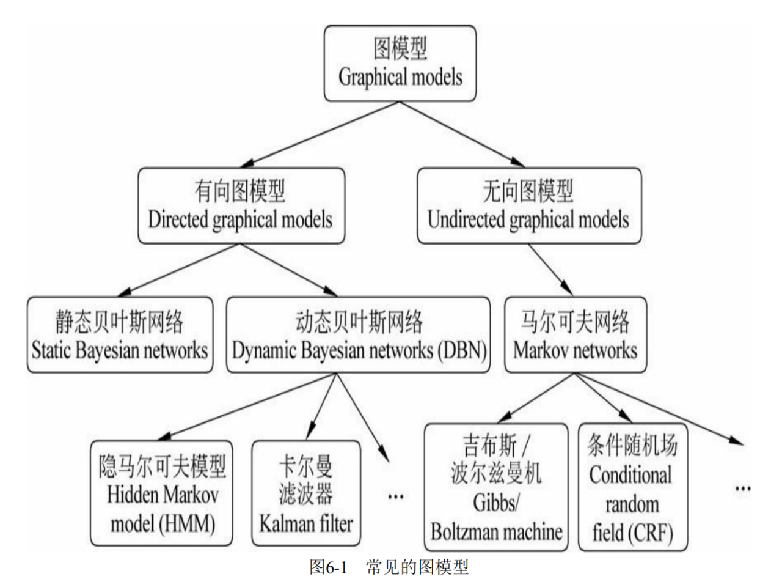 图模型
Graphical models
有向图模型
Directed graphical models
无向图模型
Undirected graphical models
静态贝叶斯网络
Static Bayesian networks
动态贝叶斯网络
Dynamic Bayesian networks (DBN)
马尔可夫网络
Markov networks
隐马尔可夫模型
Hidden Markov
model (HMM)
卡尔曼
滤波器
Kalman filter
...
吉布斯 /
波尔兹曼机
Gibbs/
Boltzman machine
条件随机场
Conditional
random
field (CRF)
...
图6-1 常见的图模型